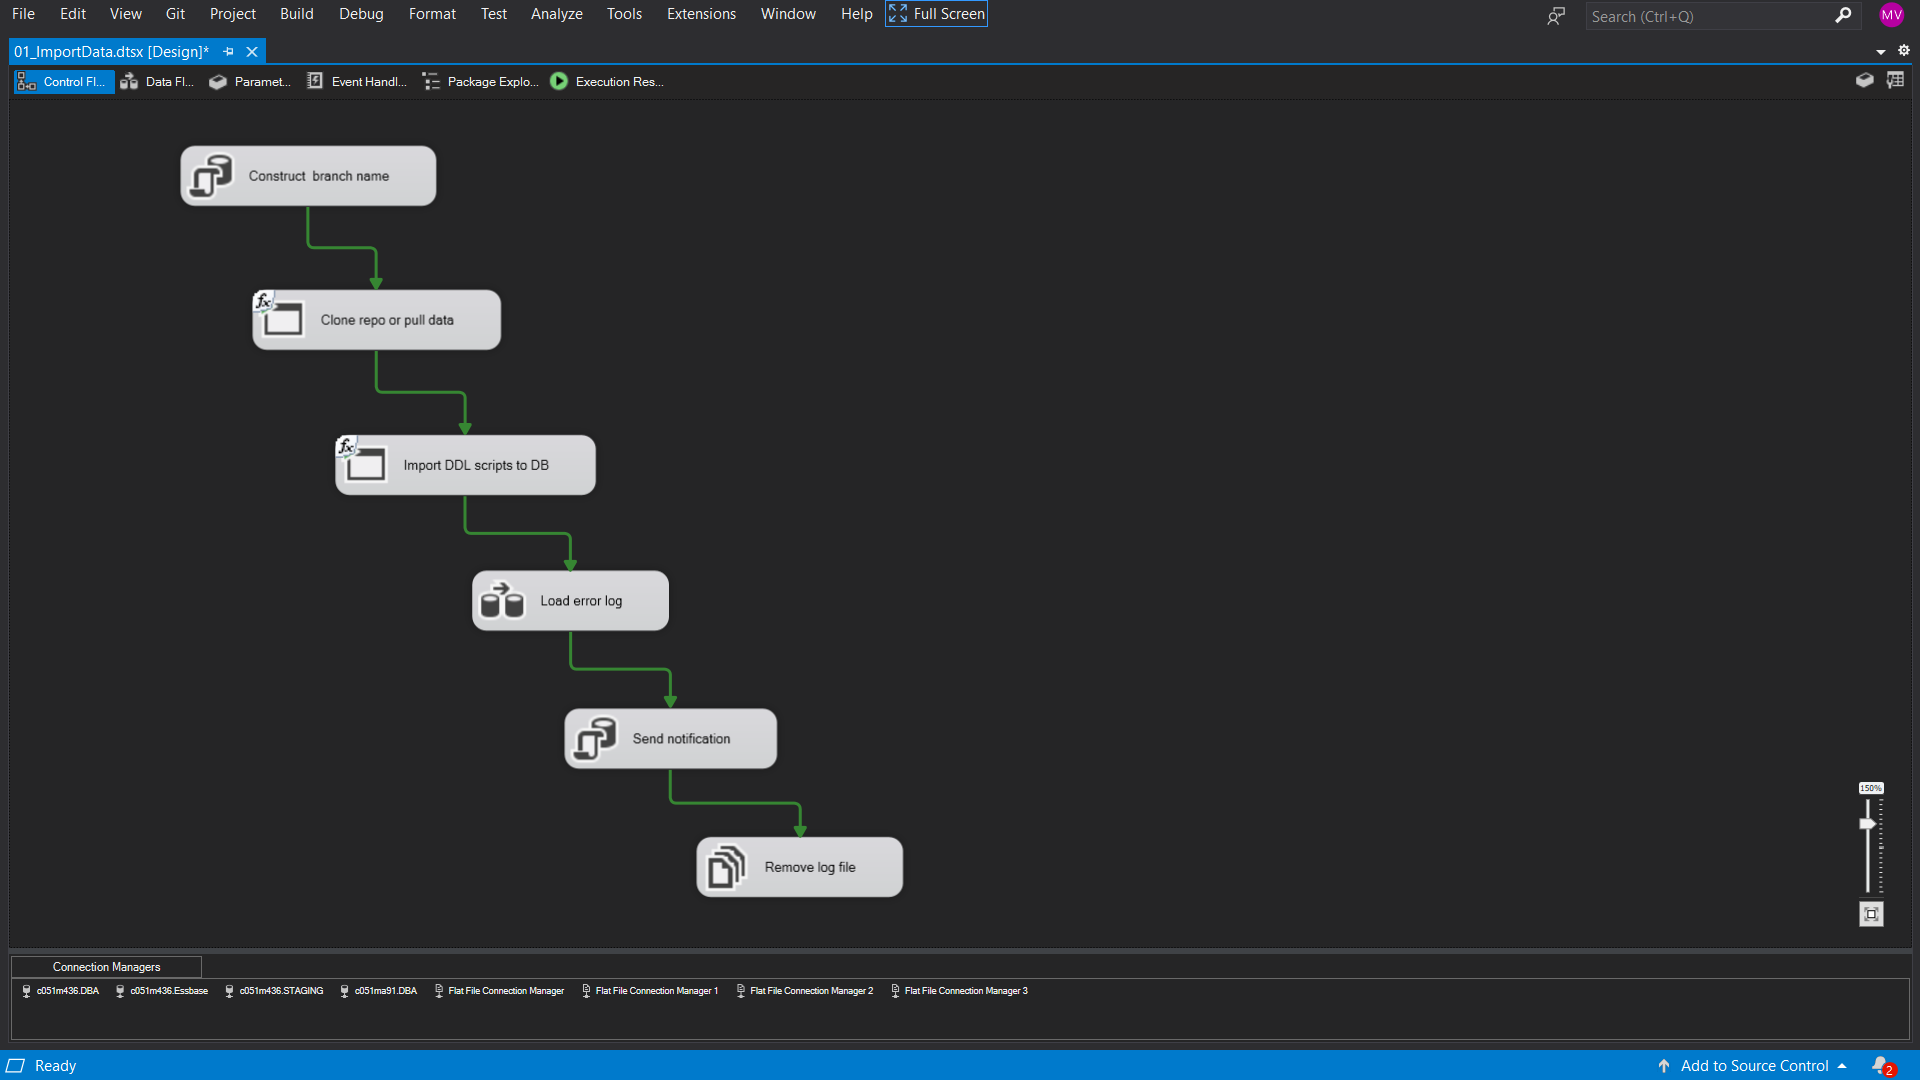 File Edit View Git Project Build Debug Format Test Analyze Tools Extensions Window Help Full Screen Search (Ctrl+Q) MV
01_ImportData.dtsx [Design]*
Control Fl... Data Fl... Paramet... Event Handl... Package Explo... Execution Res...
Construct branch name
fx
Clone repo or pull data
fx
Import DDL scripts to DB
Load error log
Send notification
150%
Remove log file
Connection Managers
c051m436.DBA c051m436.Essbase c051m436.STAGING c051ma91.DBA Flat File Connection Manager Flat File Connection Manager 1 Flat File Connection Manager 2 Flat File Connection Manager 3
Ready Add to Source Control 2